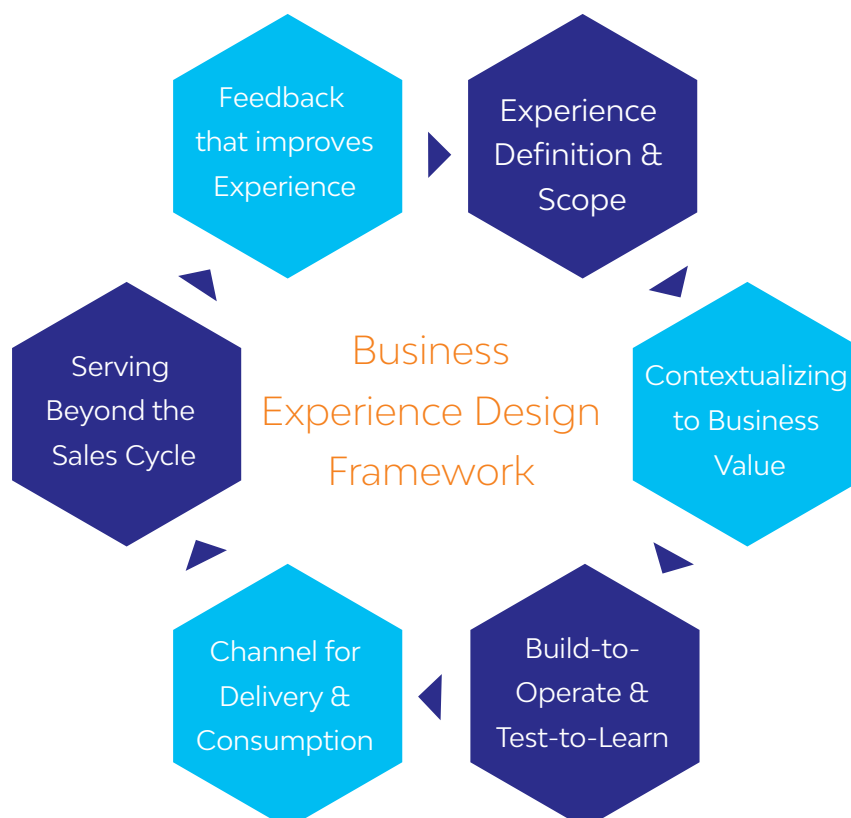 Feedback
that improves
Experience
Experience
Definition &
Scope
Contextualizing
to Business
Value
Build-to-
Operate &
Test-to-Learn
Channel for
Delivery &
Consumption
Serving
Beyond the
Sales Cycle
Business
Experience Design
Framework